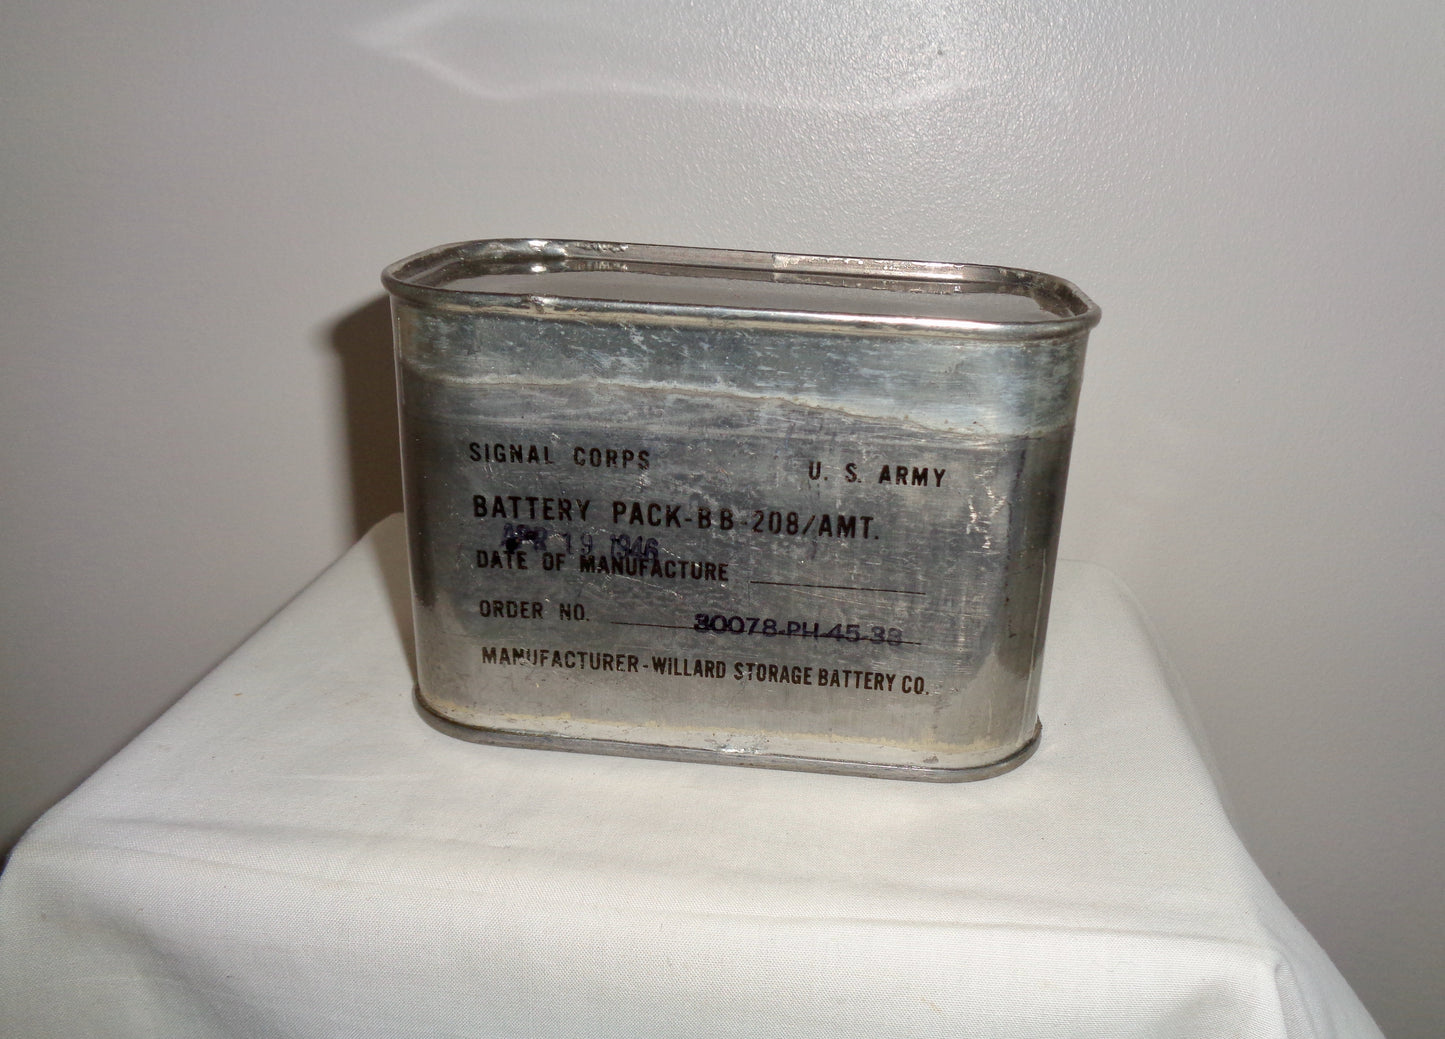 SIGNAL CORPS U. S. ARMY
BATTERY PACK-BB-208/AMT.
APR 19 1946
DATE OF MANUFACTURE
ORDER NO. 30078-PH-45-38
MANUFACTURER-WILLARD STORAGE BATTERY CO.